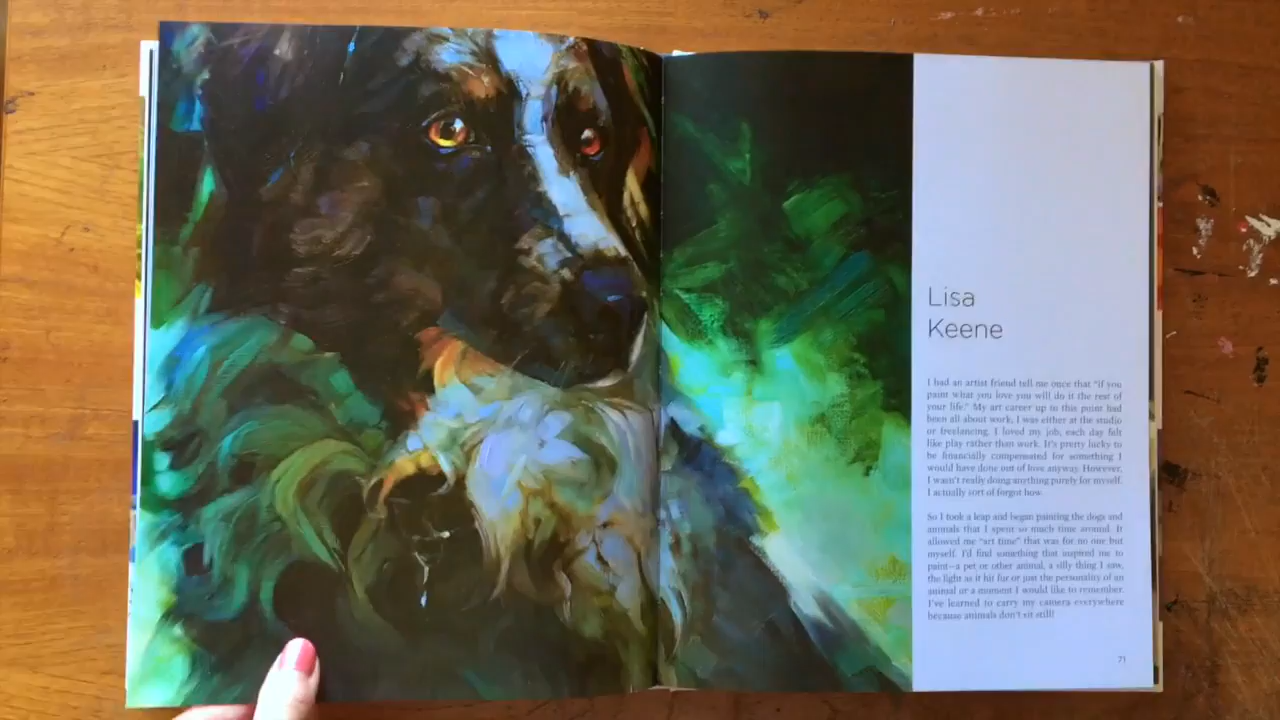 Lisa
Keene
I had an artist friend tell me once that "if you
paint what you love you will do it the rest of
your life." My art career up to this point had
been all about work, I was either at the studio
or freelancing. I loved my job, each day felt
like play rather than work. It's pretty lucky to
be financially compensated for something I
would have done out of love anyway. However,
I wasn't really doing anything purely for myself.
I actually sort of forgot how.
So I took a leap and began painting the dogs and
animals that I spent so much time around. It
allowed me "art time" that was for no one but
myself. I'd find something that inspired me to
paint—a pet or other animal, a silly thing I saw,
the light as it hit fur or just the personality of an
animal or a moment I would like to remember.
I've learned to carry my camera everywhere
because animals don't sit still!
71